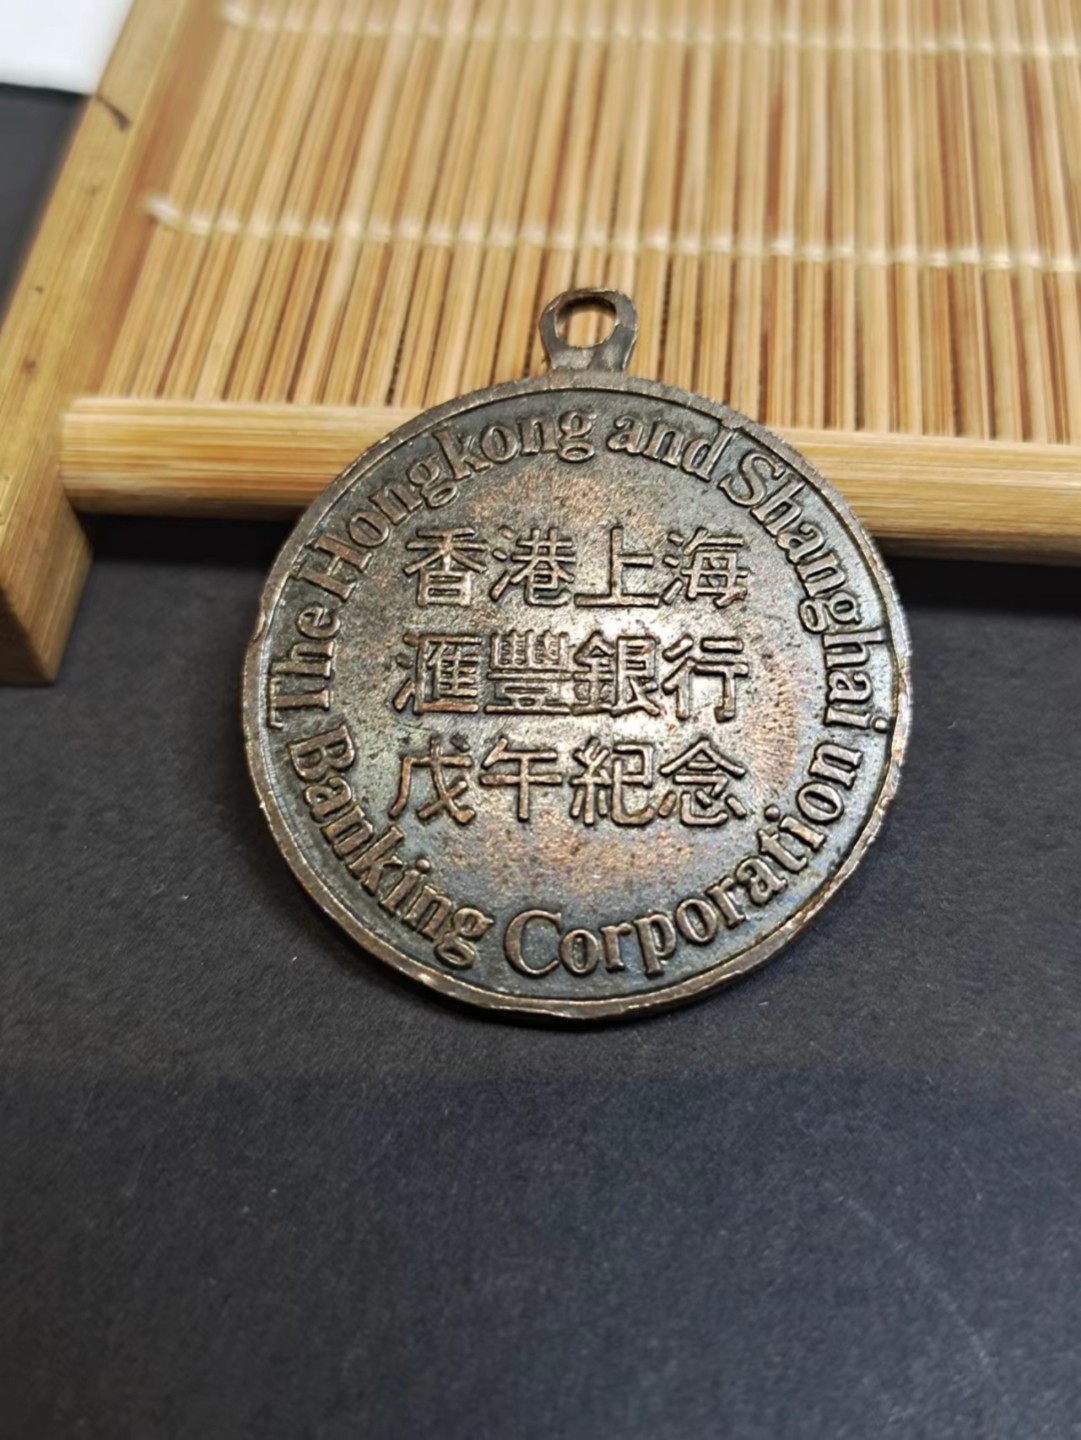 The Hongkong and Shanghai
Banking Corporation
香港上海
滙豐銀行
戊午紀念